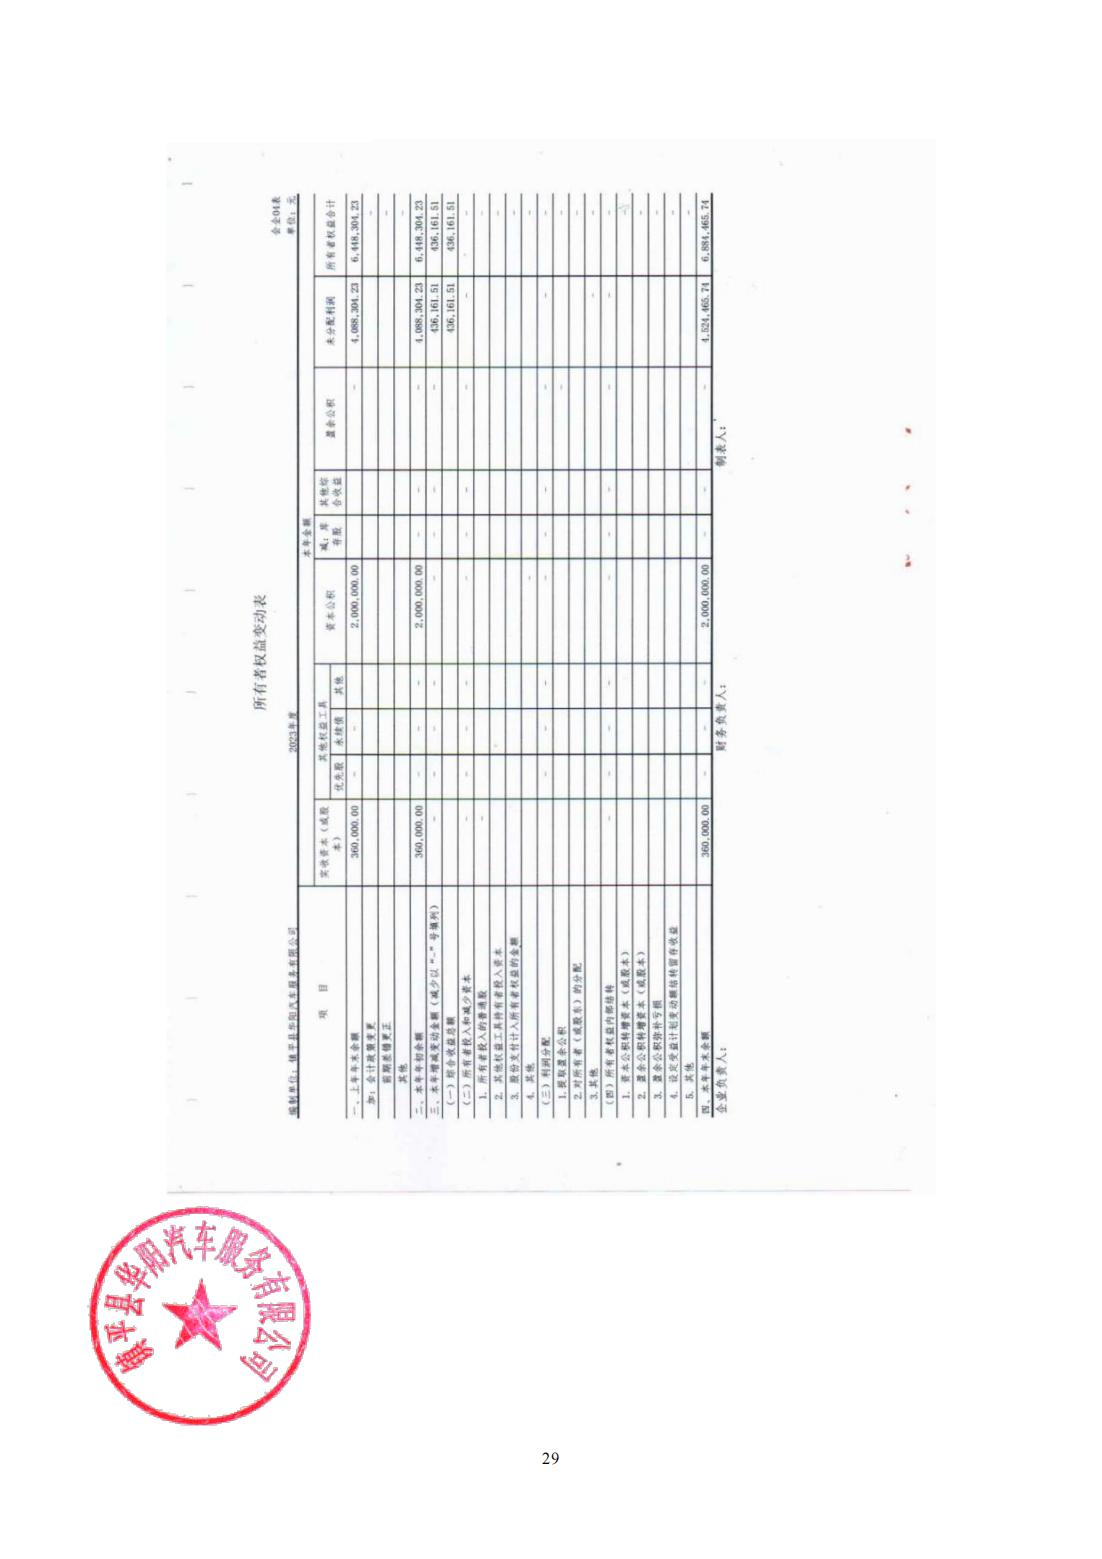 所有者权益变动表
会企04表
编制单位：镇平县华阳汽车服务有限公司 2023年度 单位：元
项 目 本年金额
实收资本（或股本） 其他权益工具 资本公积 减：库存股 其他综合收益 盈余公积 未分配利润 所有者权益合计
优先股 永续债 其他
一、上年年末余额 360,000.00 - - 2,000,000.00 - 4,088,304.23 6,448,304.23
加：会计政策变更 -
前期差错更正
其他 -
二、本年年初余额 360,000.00 - - - 2,000,000.00 - - - 4,088,304.23 6,448,304.23
三、本年增减变动金额（减少以“-”号填列） - - - - - - - - 436,161.51 436,161.51
（一）综合收益总额 436,161.51 436,161.51
（二）所有者投入和减少资本 - - - - - - - - - -
1. 所有者投入的普通股 - -
2. 其他权益工具持有者投入资本 -
3. 股份支付计入所有者权益的金额 -
4. 其他 - -
（三）利润分配 - - - - - - - - -
1.提取盈余公积 - -
2.对所有者（或股东）的分配 -
3.其他 - -
（四）所有者权益内部结转 - - - - - - - - - -
1. 资本公积转增资本（或股本） -
2. 盈余公积转增资本（或股本） -
3. 盈余公积弥补亏损 -
4. 设定受益计划变动额结转留存收益 -
5. 其他 -
四、本年年末余额 360,000.00 - - - 2,000,000.00 - - - 4,524,465.74 6,884,465.74
企业负责人： 财务负责人： 制表人：
镇平县华阳汽车服务有限公司
29